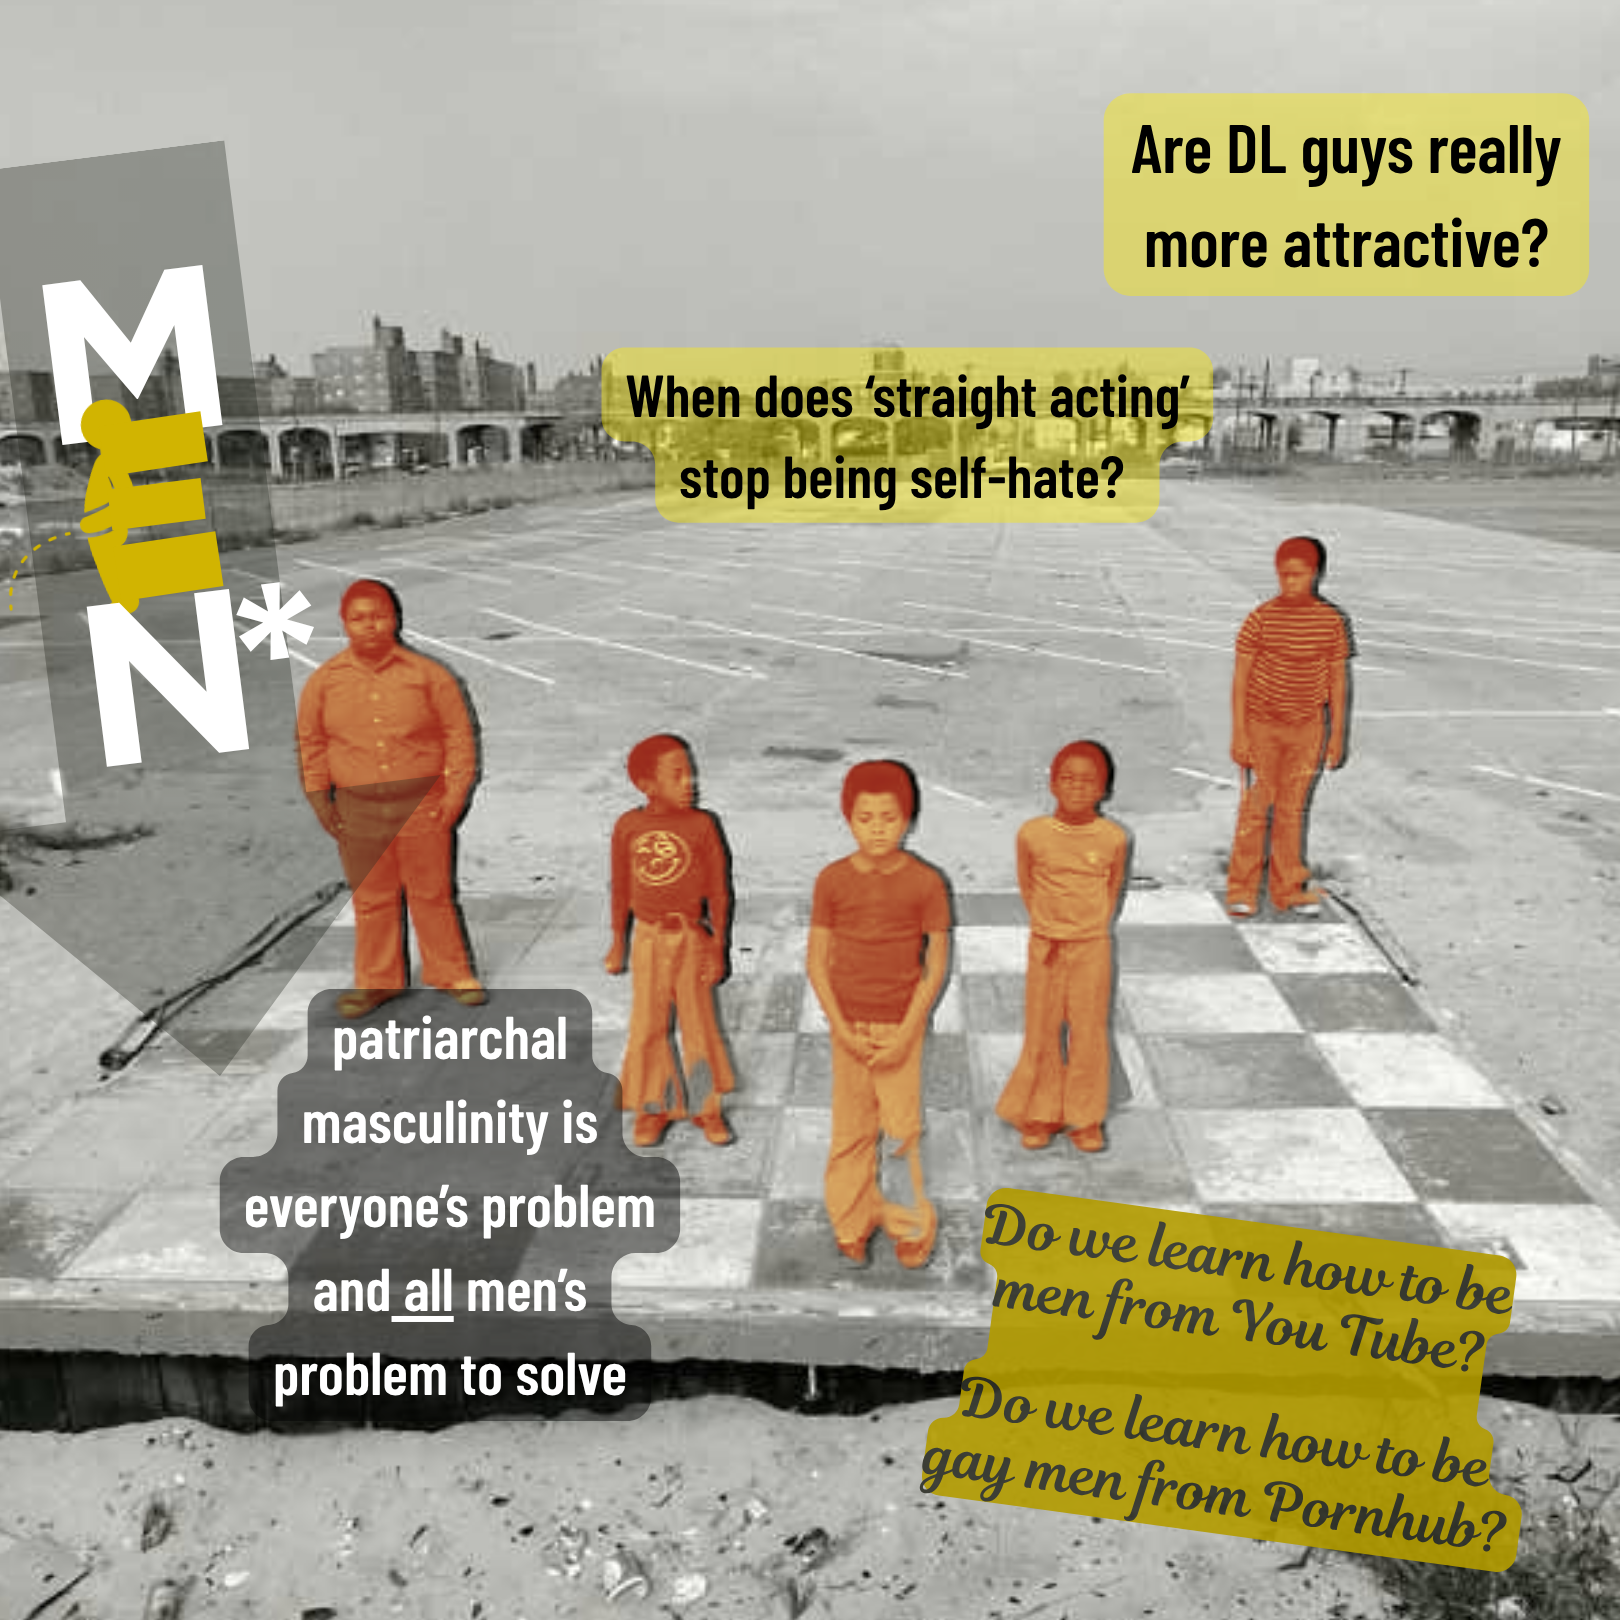 Are DL guys really
more attractive?
When does ‘straight acting’
stop being self-hate?
MEN*
patriarchal
masculinity is
everyone’s problem
and all men’s
problem to solve
Do we learn how to be
men from You Tube?
Do we learn how to be
gay men from Pornhub?